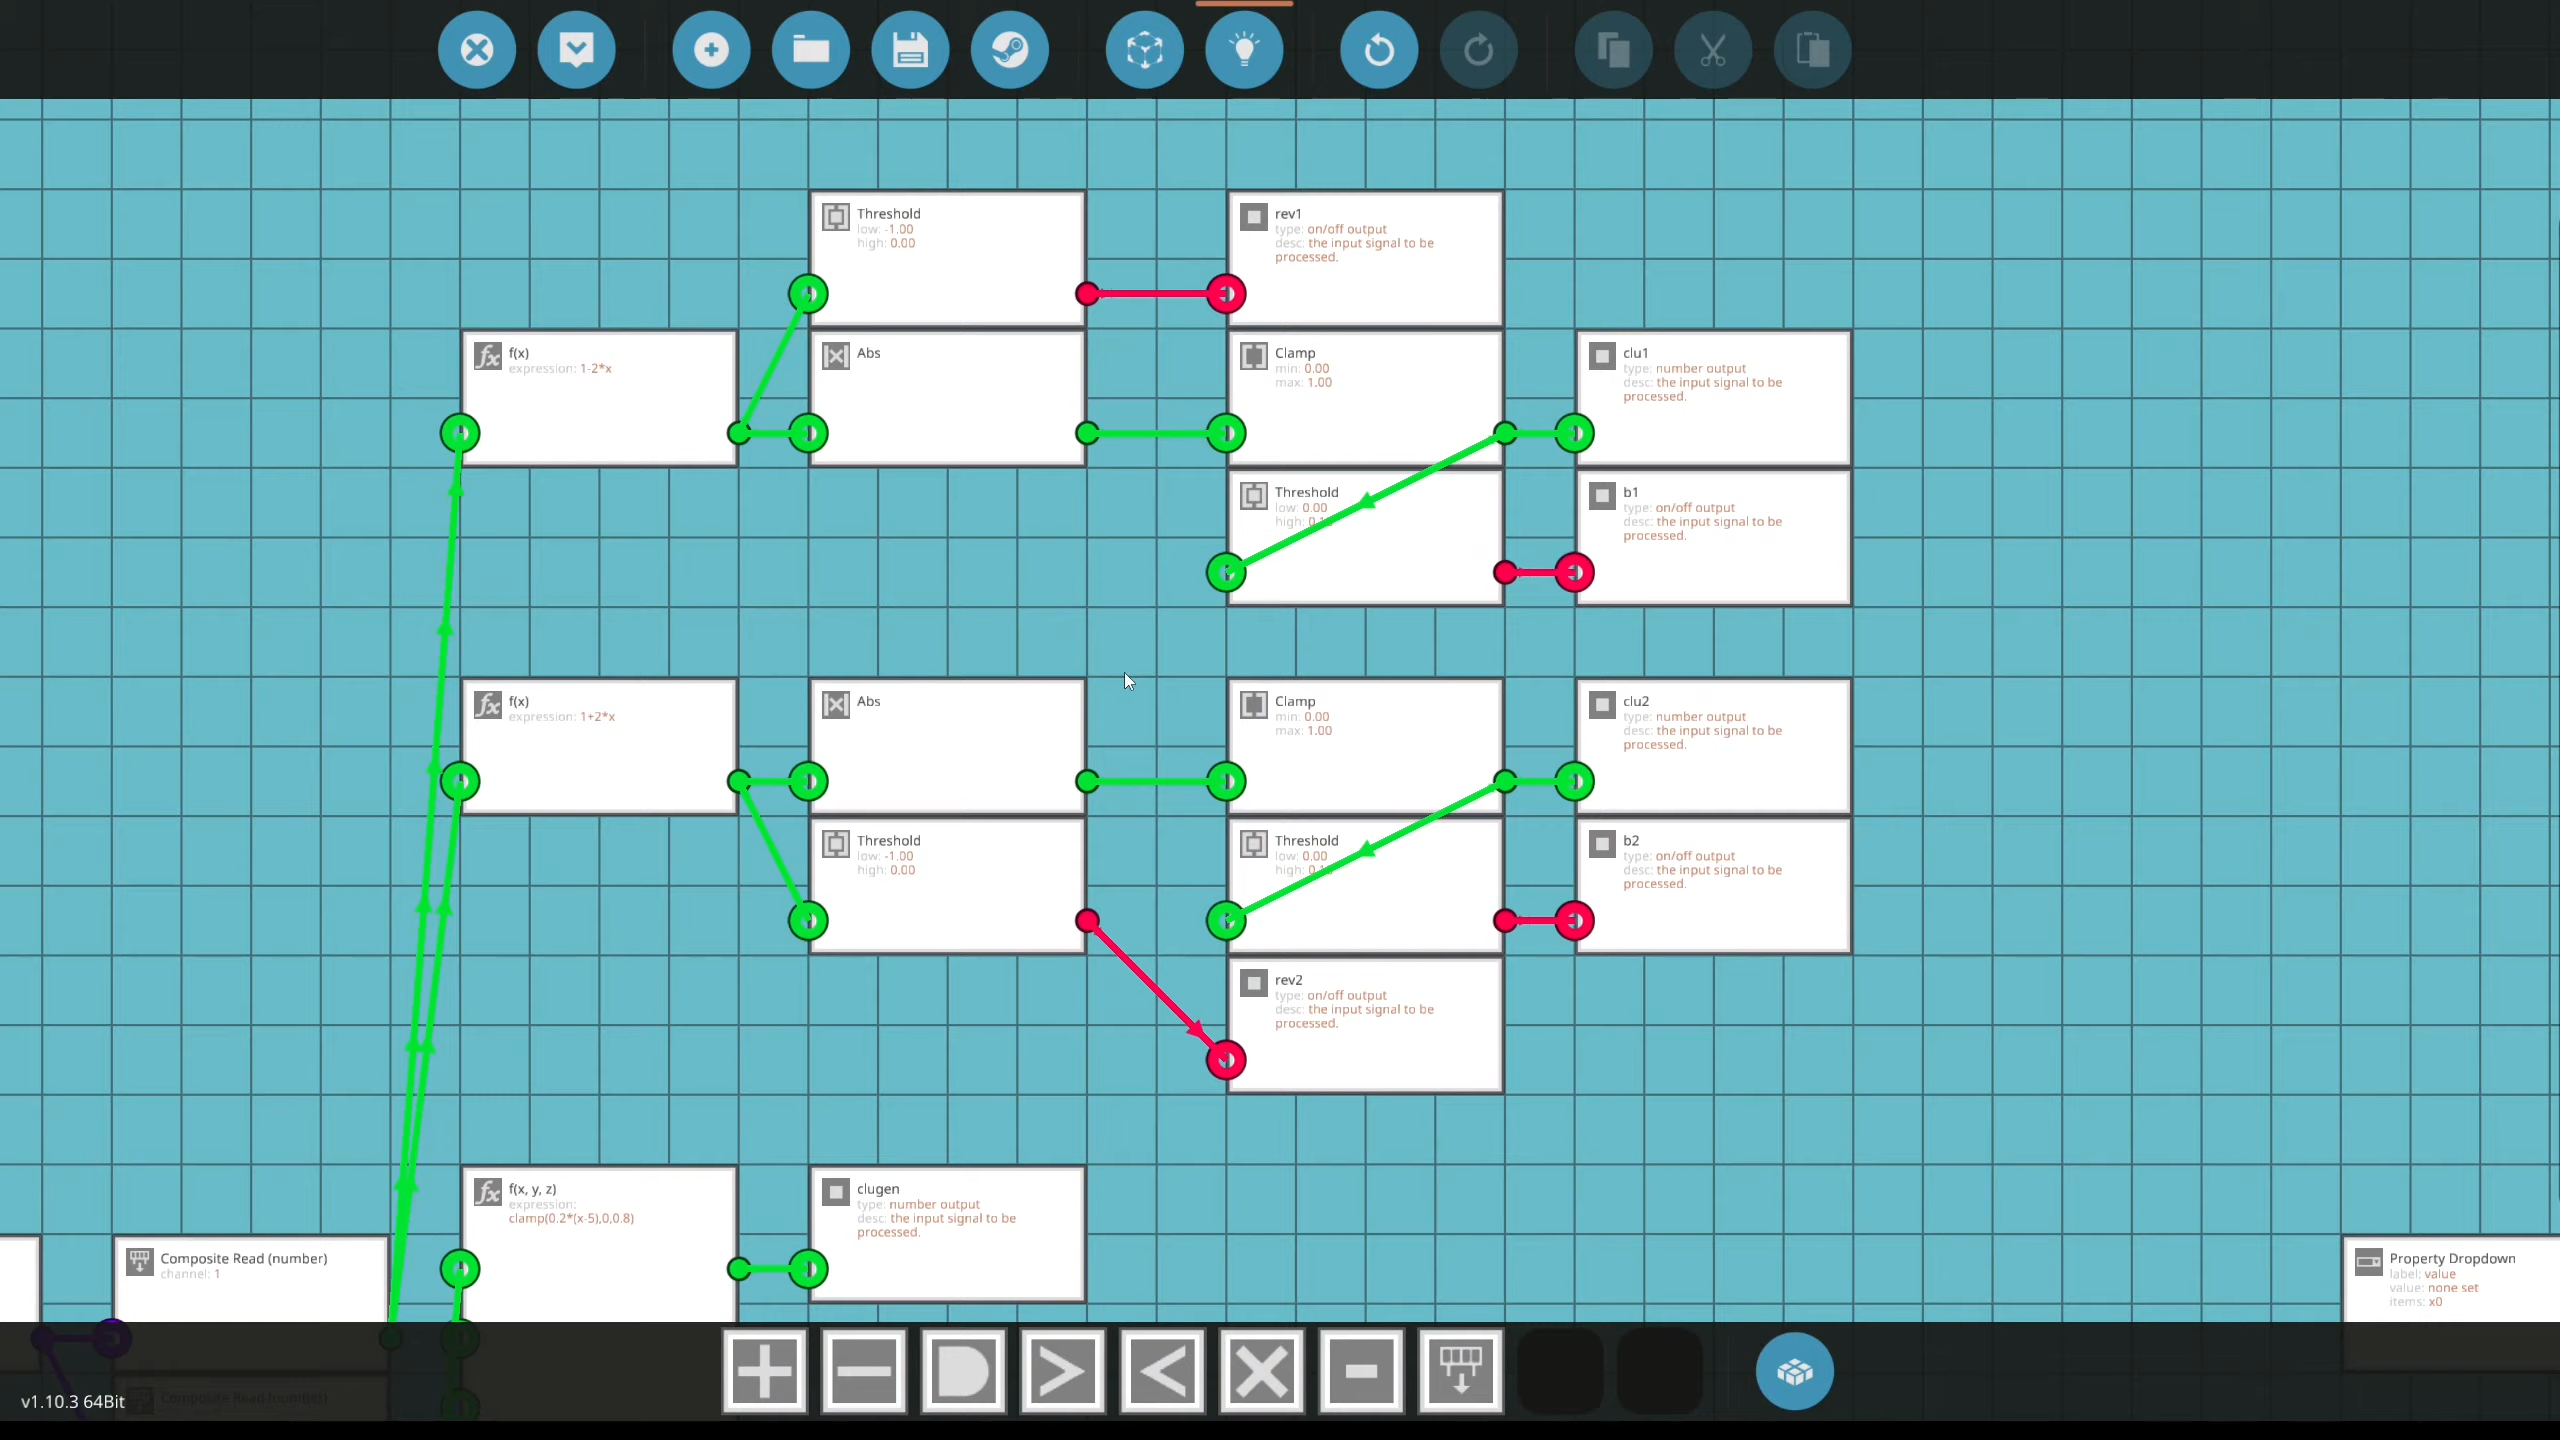 Threshold
low: -1.00
high: 0.00
rev1
type: on/off output
desc: the input signal to be
processed.
f(x)
expression: 1-2*x
Abs
Clamp
min: 0.00
max: 1.00
clu1
type: number output
desc: the input signal to be
processed.
Threshold
low: 0.00
high:
b1
type: on/off output
desc: the input signal to be
processed.
f(x)
expression: 1+2*x
Abs
Clamp
min: 0.00
max: 1.00
clu2
type: number output
desc: the input signal to be
processed.
Threshold
low: -1.00
high: 0.00
Threshold
low: 0.00
high:
b2
type: on/off output
desc: the input signal to be
processed.
rev2
type: on/off output
desc: the input signal to be
processed.
f(x, y, z)
expression:
clamp(0.2*(x-5),0,0.8)
clugen
type: number output
desc: the input signal to be
processed.
Composite Read (number)
channel: 1
Property Dropdown
label: value
value: none set
items: x0
Composite Read (number)
v1.10.3 64Bit